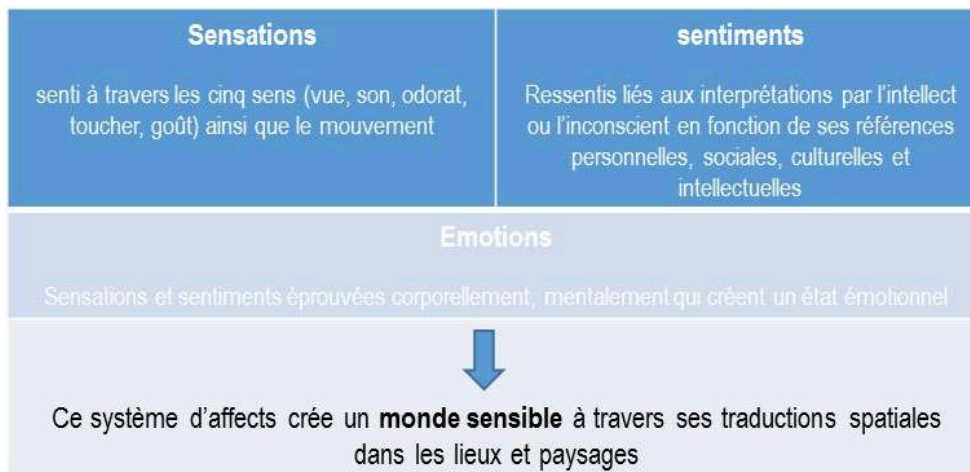 Sensations
senti à travers les cinq sens (vue, son, odorat,
toucher, goût) ainsi que le mouvement
sentiments
Ressentis liés aux interprétations par l'intellect
ou l'inconscient en fonction de ses références
personnelles, sociales, culturelles et
intellectuelles
Emotions
Sensations et sentiments éprouvées corporellement, mentalement qui créent un état émotionnel
Ce système d'affects crée un monde sensible à travers ses traductions spatiales
dans les lieux et paysages